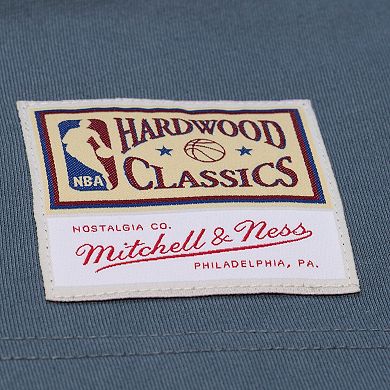 HARDWOOD
CLASSICS
NBA
NOSTALGIA CO.
Mitchell & Ness
PHILADELPHIA, PA.